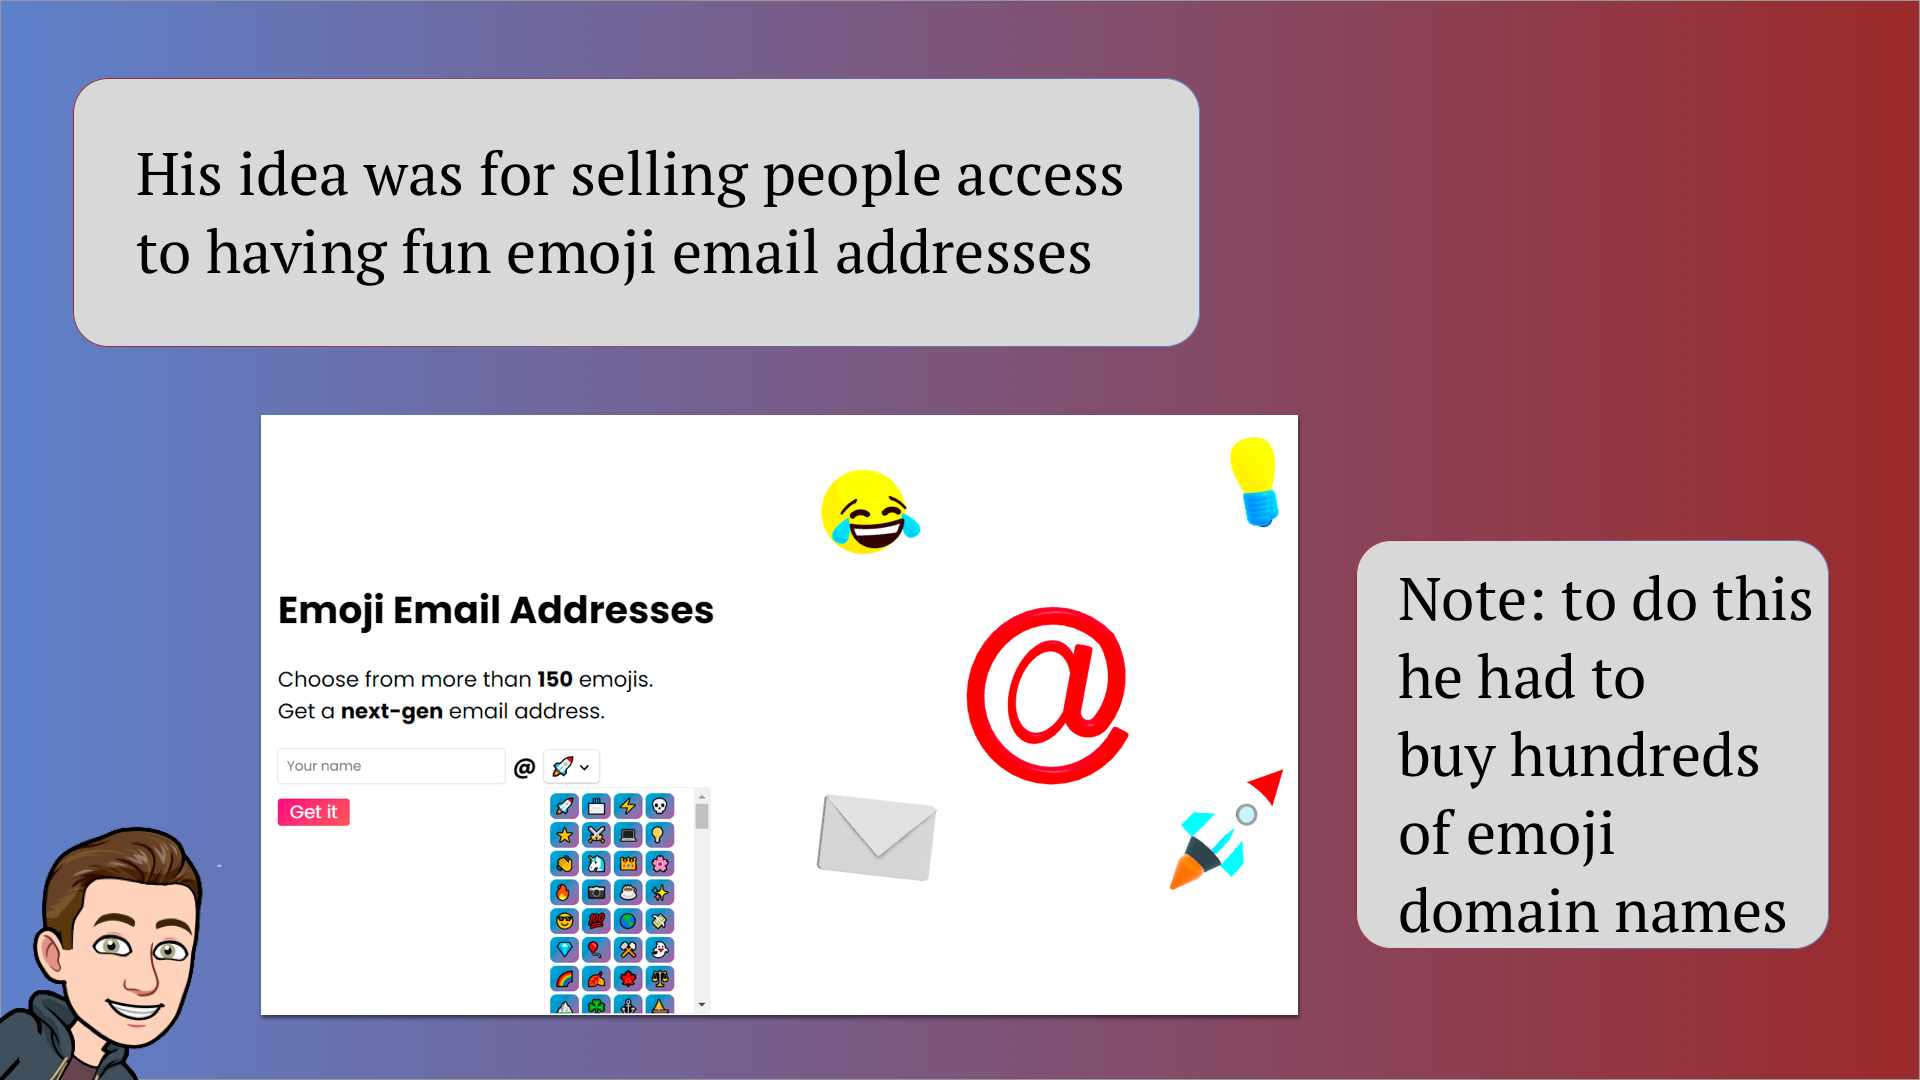 His idea was for selling people access
to having fun emoji email addresses
Emoji Email Addresses
Choose from more than 150 emojis.
Get a next-gen email address.
Your name @
Get it
@
Note: to do this
he had to
buy hundreds
of emoji
domain names